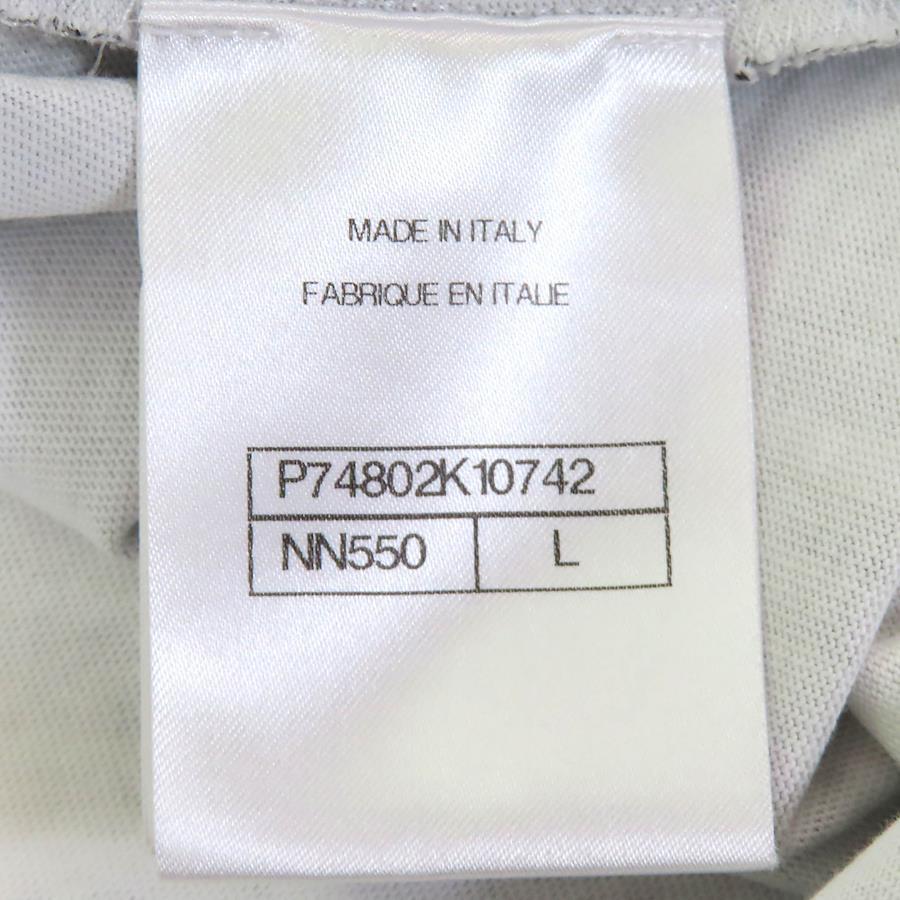 MADE IN ITALY
FABRIQUE EN ITALIE
P74802K10742
NN550 L